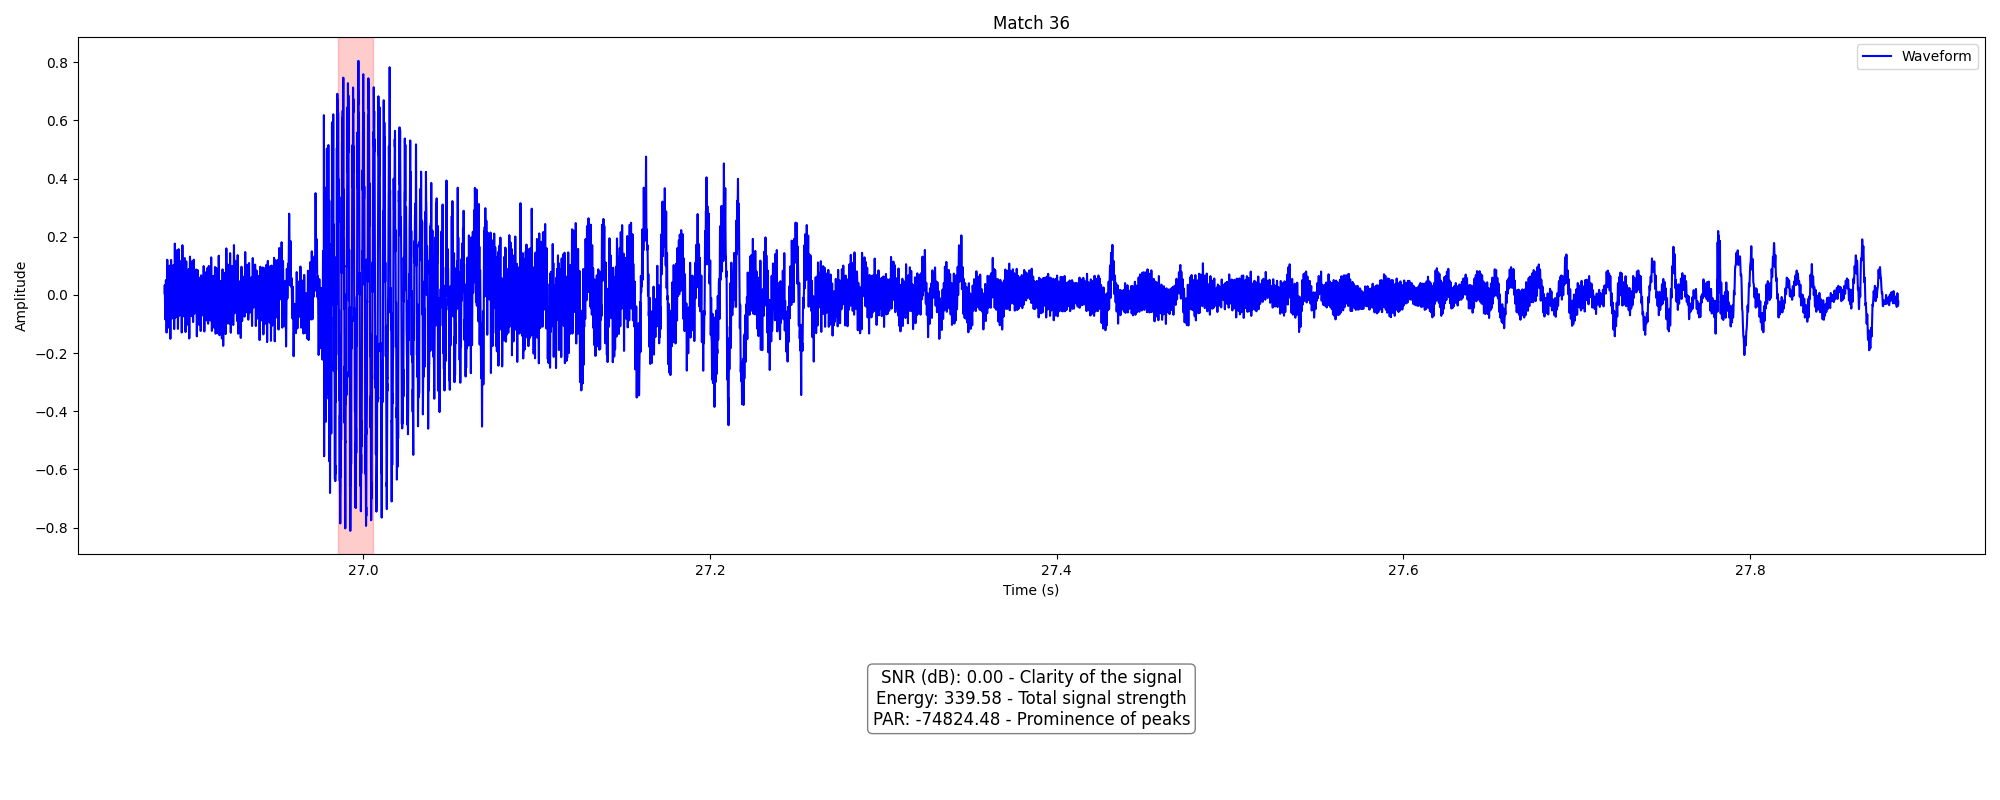 Match 36
Waveform
0.8
0.6
0.4
0.2
0.0
−0.2
−0.4
−0.6
−0.8
Amplitude
27.0 27.2 27.4 27.6 27.8
Time (s)
SNR (dB): 0.00 - Clarity of the signal
Energy: 339.58 - Total signal strength
PAR: -74824.48 - Prominence of peaks